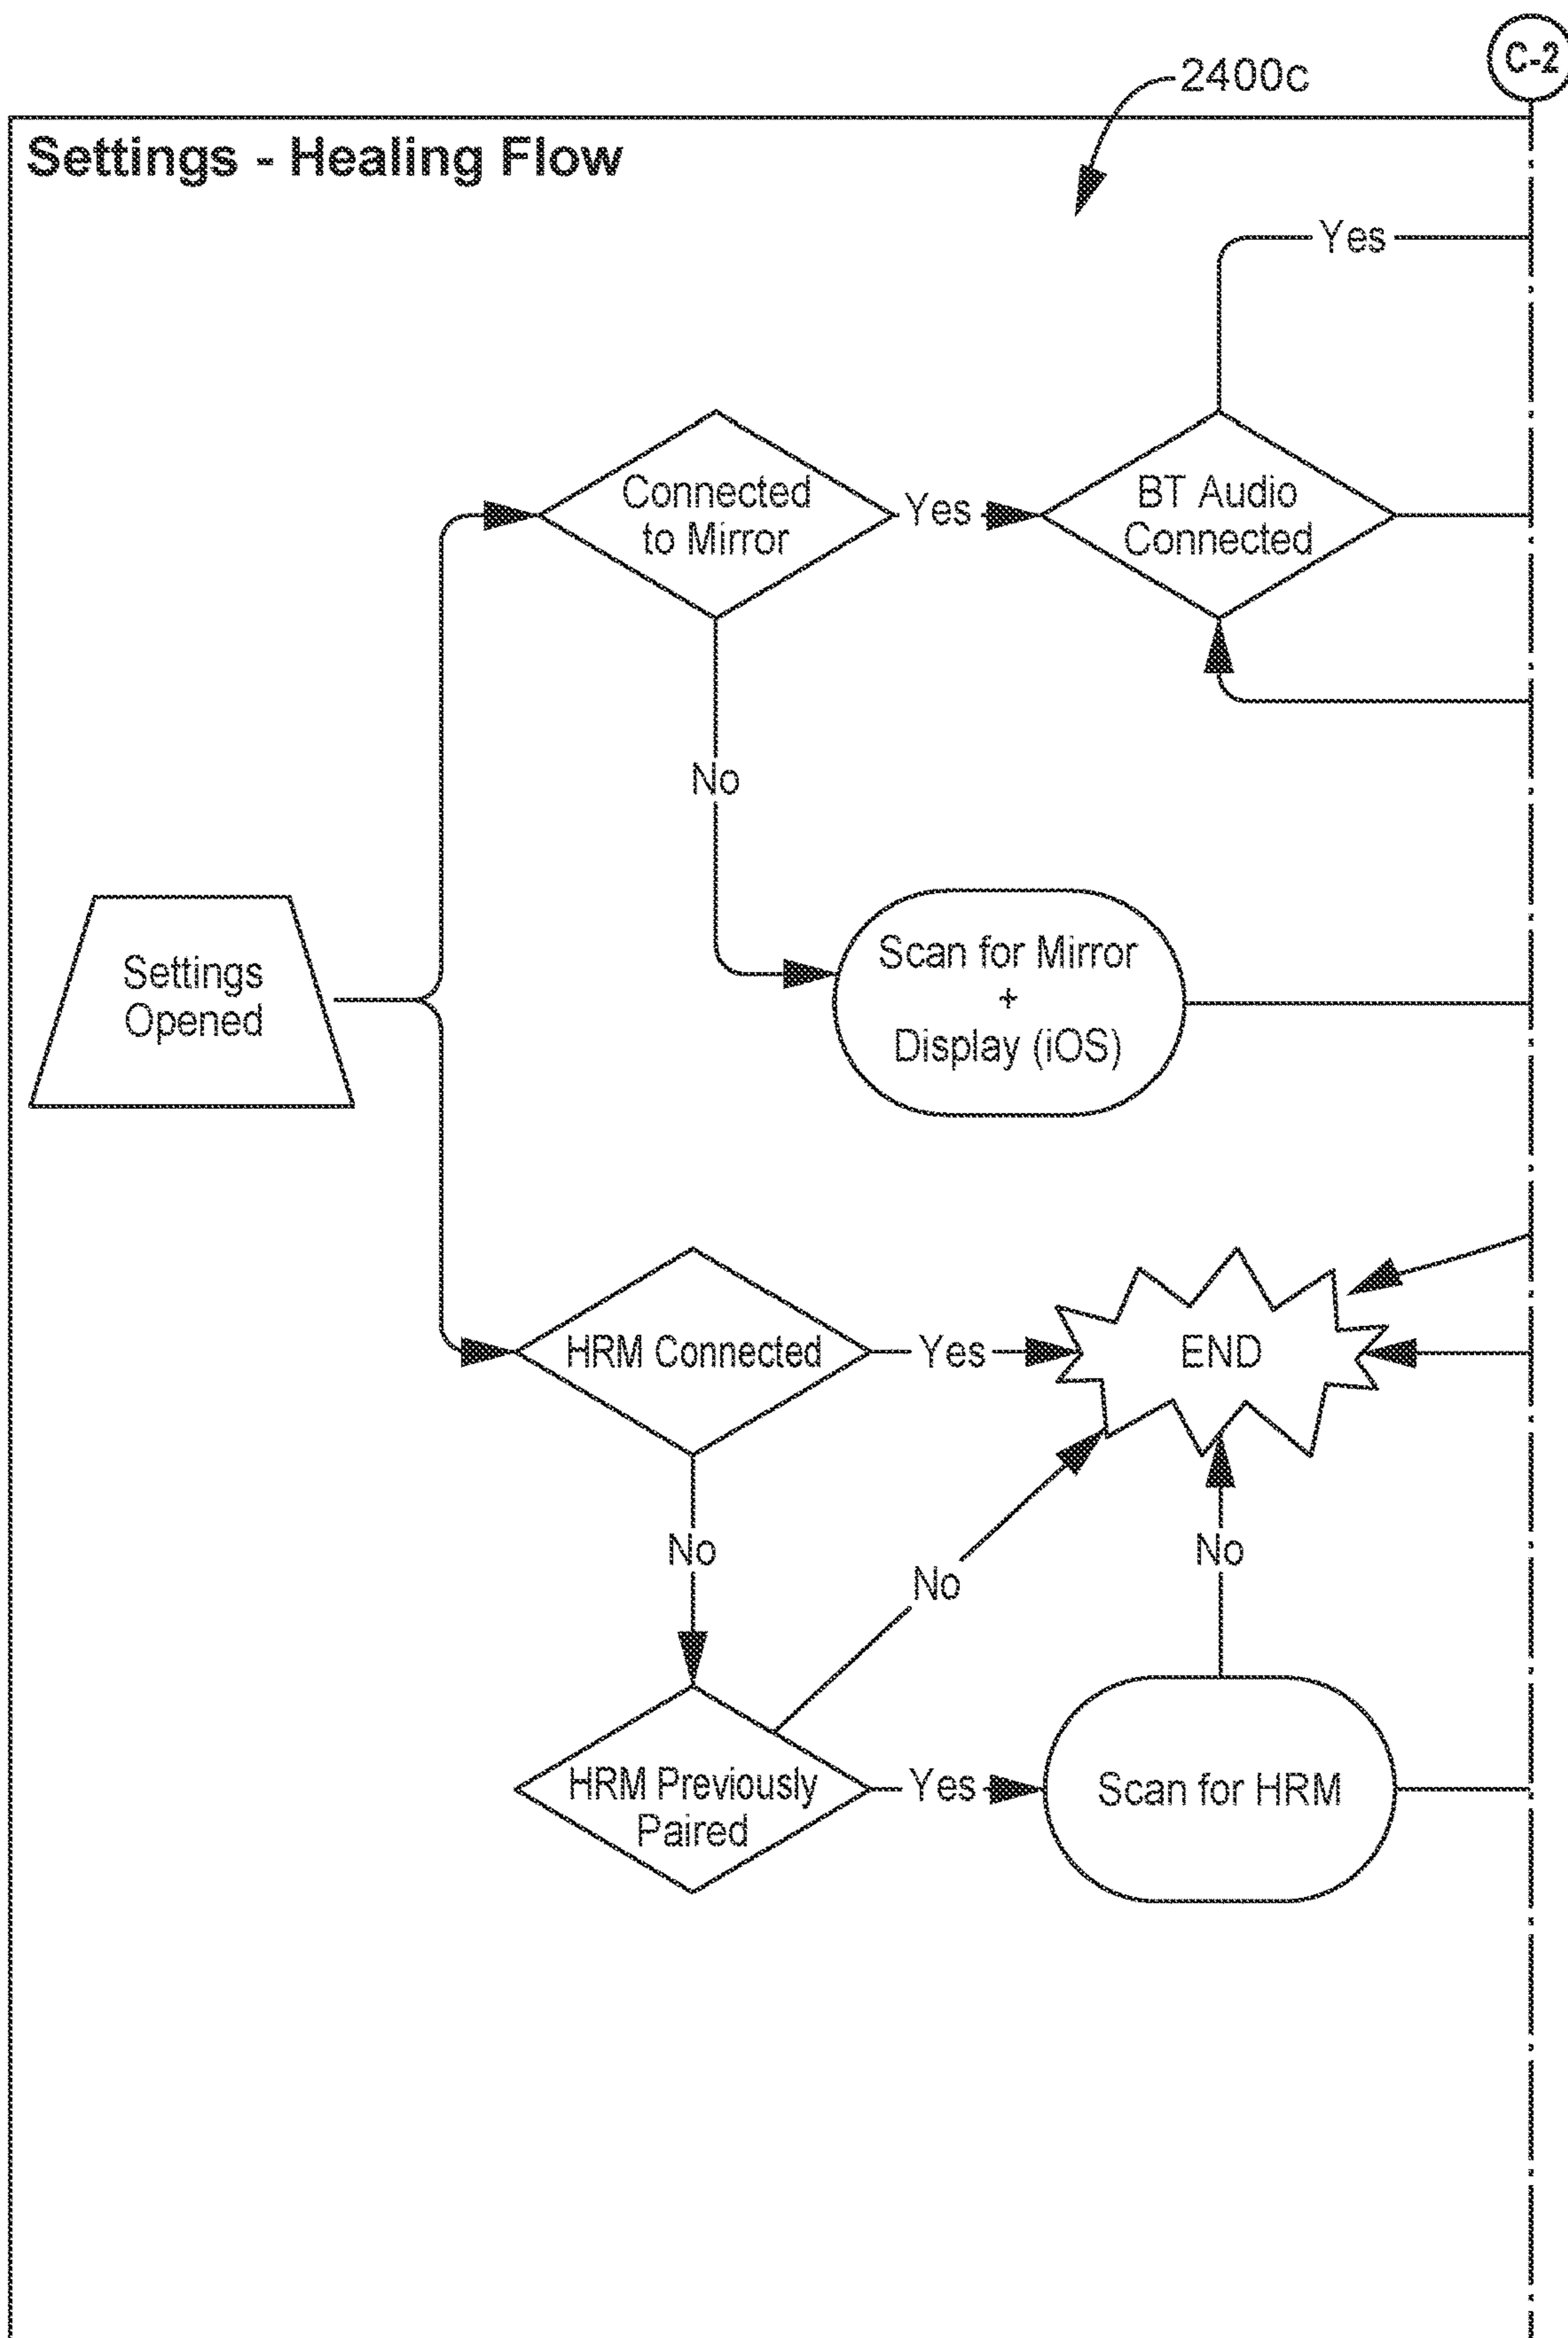 C-2
2400c
Settings - Healing Flow
Yes
Connected
to Mirror
Yes
BT Audio
Connected
No
Settings
Opened
Scan for Mirror
+
Display (iOS)
HRM Connected
Yes
END
No
No
No
HRM Previously
Paired
Yes
Scan for HRM